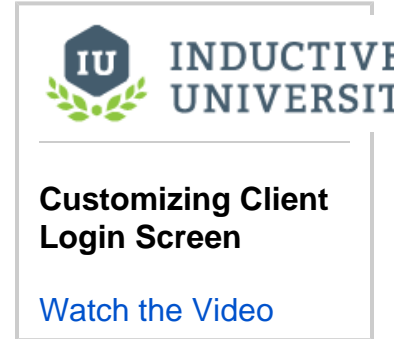 IU
INDUCTIVE
UNIVERSIT
Customizing Client
Login Screen
Watch the Video